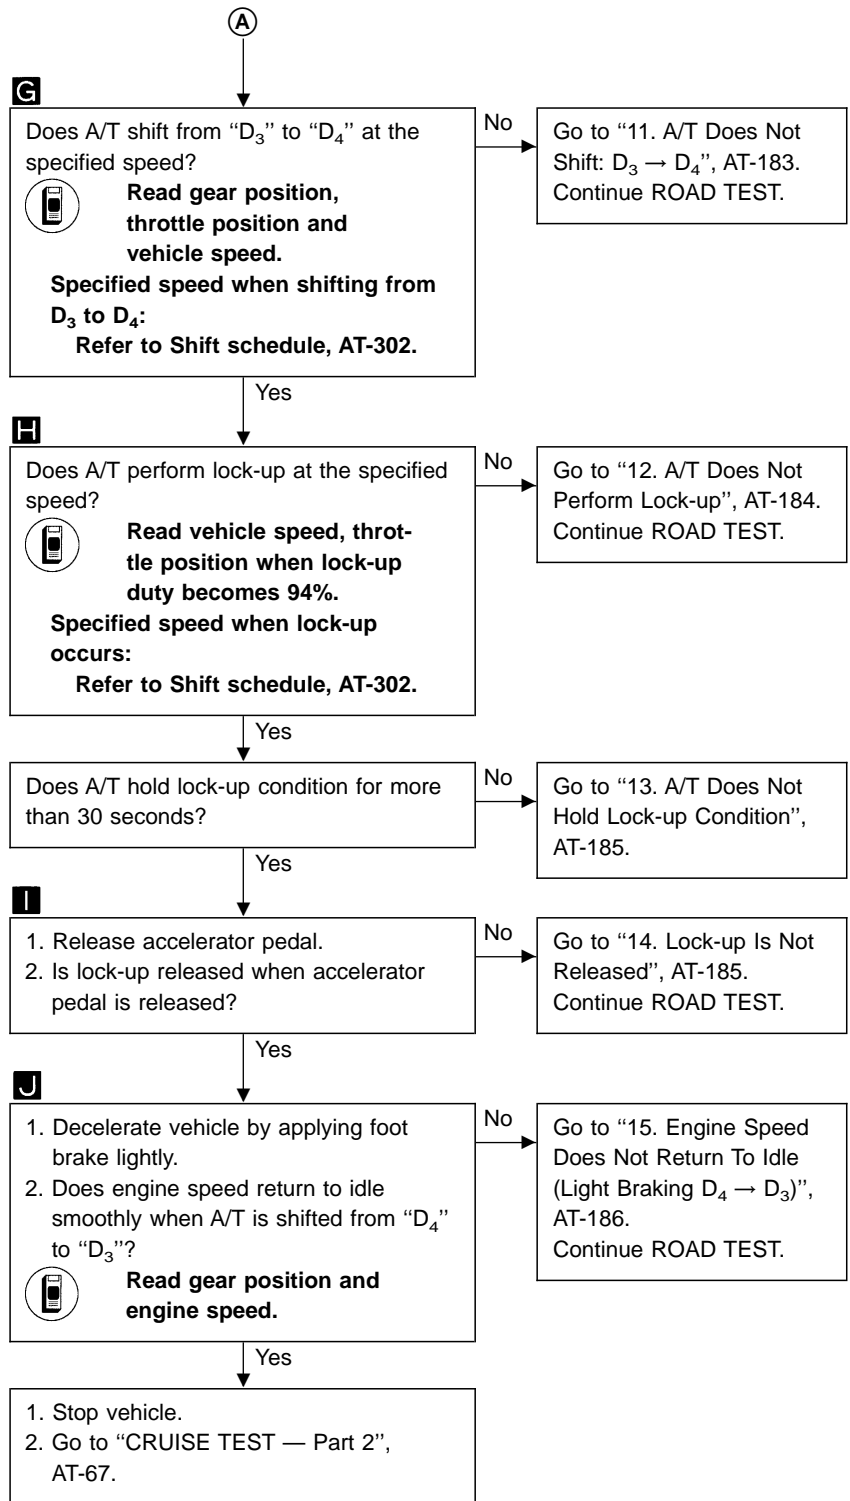 A
G
Does A/T shift from “D3” to “D4” at the
specified speed?
Read gear position,
throttle position and
vehicle speed.
Specified speed when shifting from
D3 to D4:
Refer to Shift schedule, AT-302.
No
Go to “11. A/T Does Not
Shift: D3 → D4”, AT-183.
Continue ROAD TEST.
Yes
H
Does A/T perform lock-up at the specified
speed?
Read vehicle speed, throt-
tle position when lock-up
duty becomes 94%.
Specified speed when lock-up
occurs:
Refer to Shift schedule, AT-302.
No
Go to “12. A/T Does Not
Perform Lock-up”, AT-184.
Continue ROAD TEST.
Yes
Does A/T hold lock-up condition for more
than 30 seconds?
No
Go to “13. A/T Does Not
Hold Lock-up Condition”,
AT-185.
Yes
I
1. Release accelerator pedal.
2. Is lock-up released when accelerator
pedal is released?
No
Go to “14. Lock-up Is Not
Released”, AT-185.
Continue ROAD TEST.
Yes
J
1. Decelerate vehicle by applying foot
brake lightly.
2. Does engine speed return to idle
smoothly when A/T is shifted from “D4”
to “D3”?
Read gear position and
engine speed.
No
Go to “15. Engine Speed
Does Not Return To Idle
(Light Braking D4 → D3)”,
AT-186.
Continue ROAD TEST.
Yes
1. Stop vehicle.
2. Go to “CRUISE TEST — Part 2”,
AT-67.